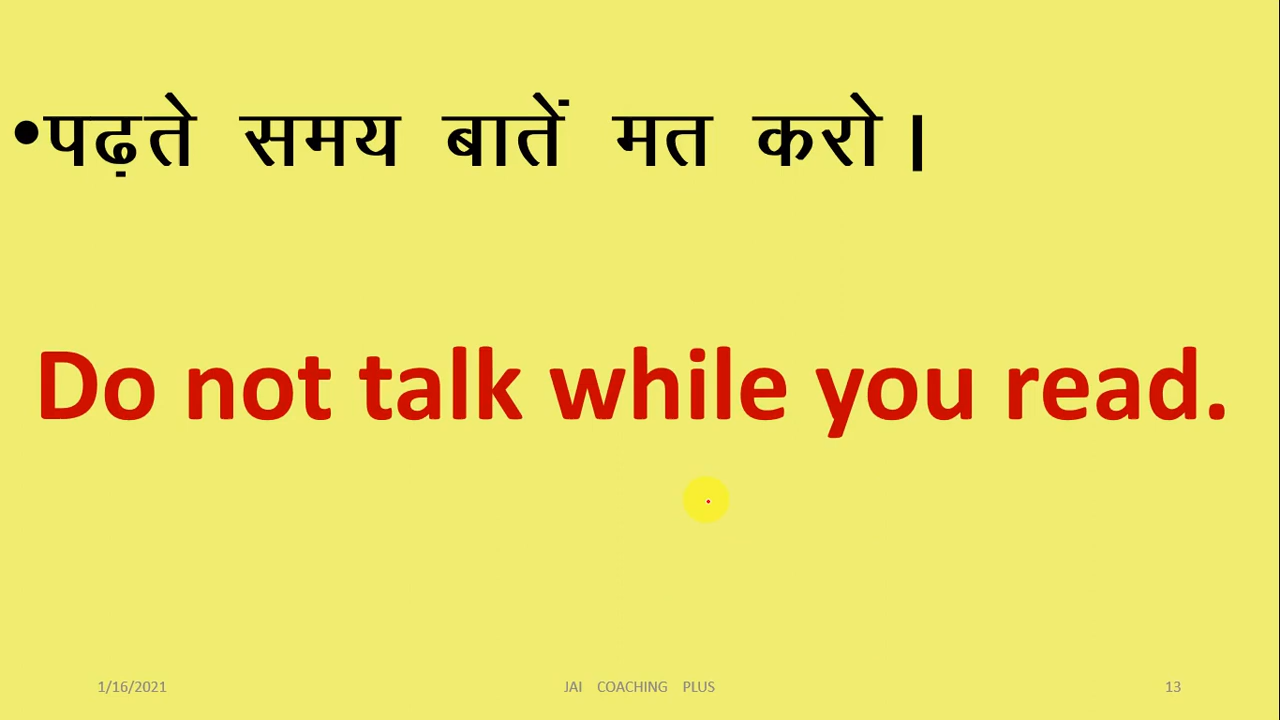 •पढ़ते समय बातें मत करो।
Do not talk while you read.
1/16/2021 JAI COACHING PLUS 13